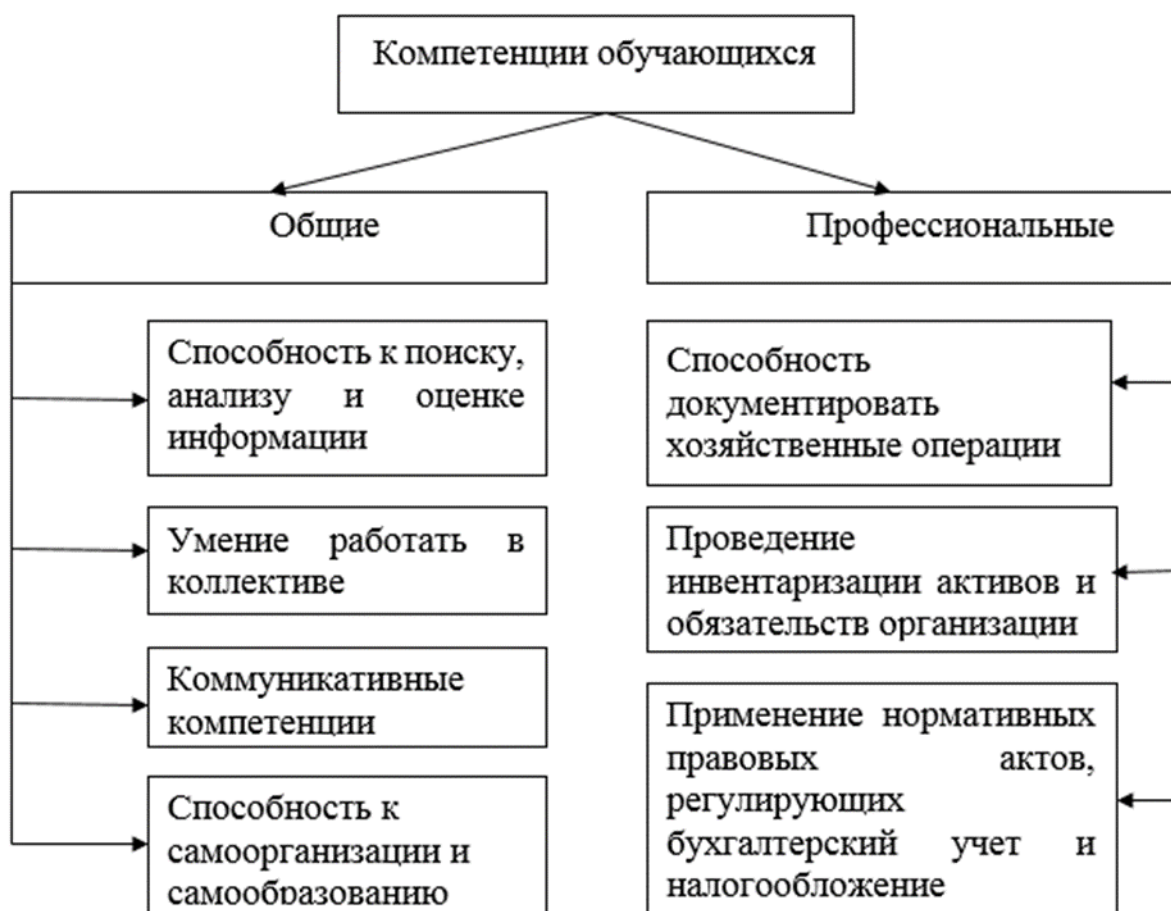 Компетенции обучающихся
Общие
Профессиональные
Способность к поиску,
анализу и оценке
информации
Умение работать в
коллективе
Коммуникативные
компетенции
Способность к
самоорганизации и
самообразованию
Способность
документировать
хозяйственные операции
Проведение
инвентаризации активов и
обязательств организации
Применение нормативных
правовых актов,
регулирующих
бухгалтерский учет и
налогообложение